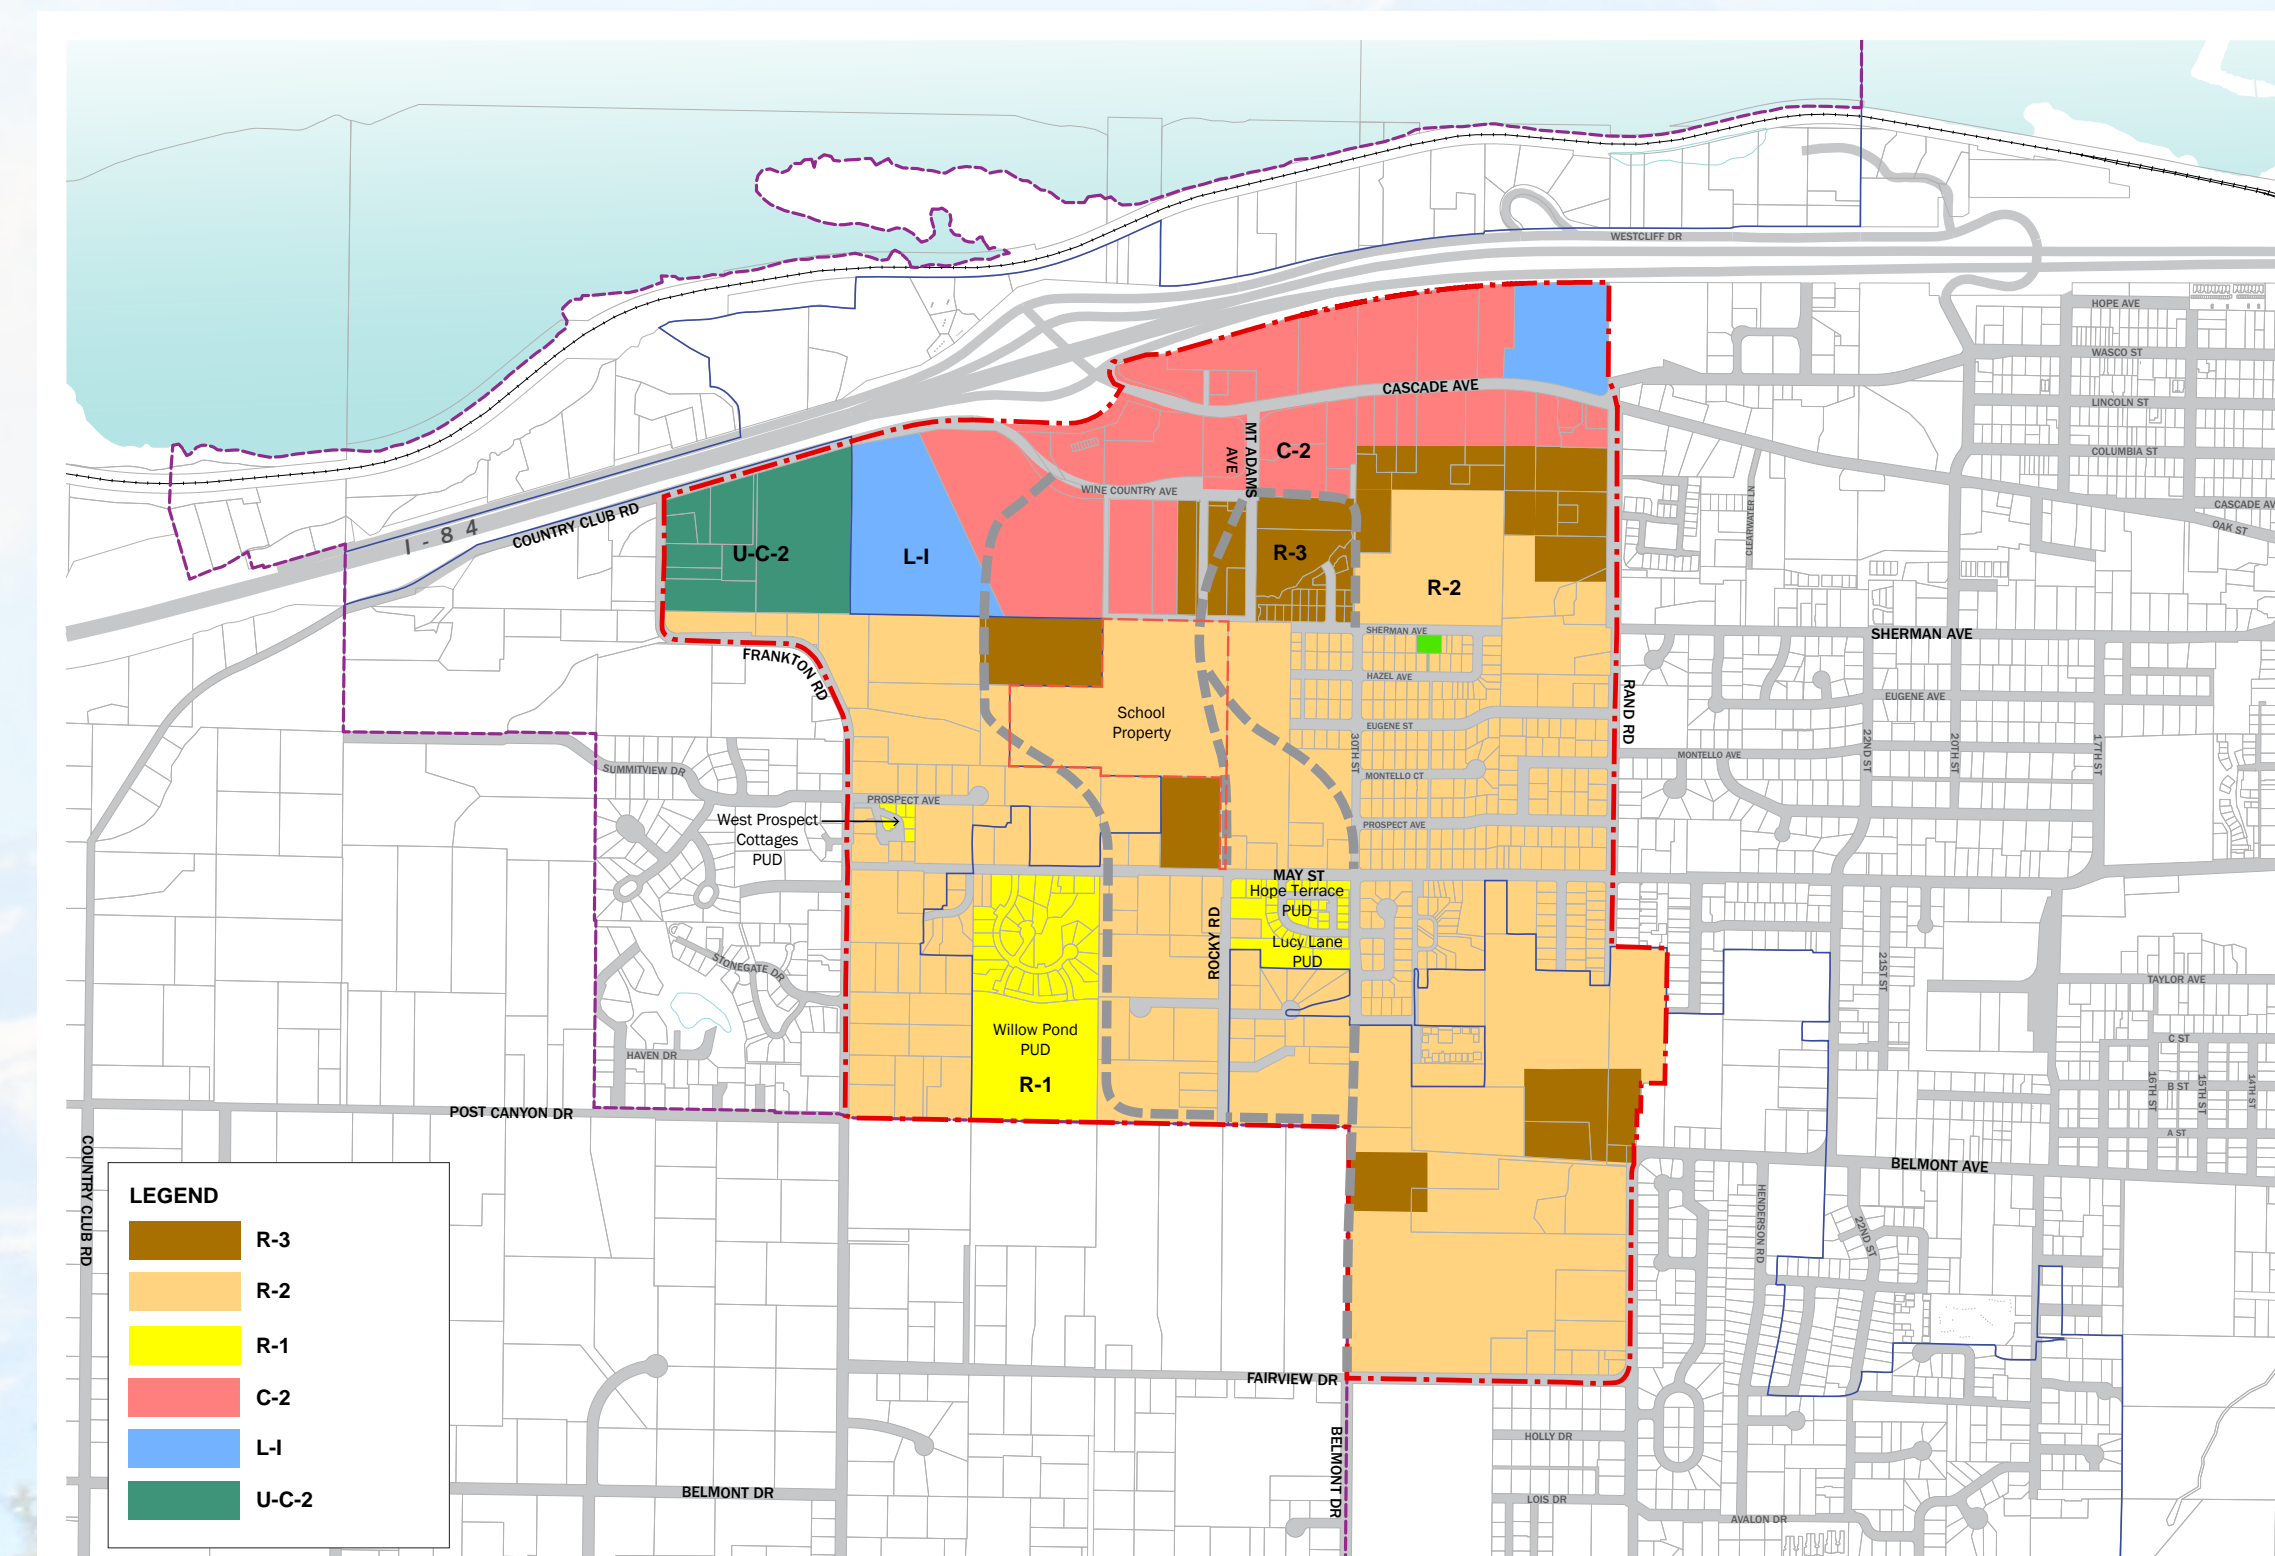 WESTCLIFF DR
HOPE AVE
WASCO ST
LINCOLN ST
COLUMBIA ST
CASCADE AV
OAK ST
CLEARWATER LN
CASCADE AVE
MT ADAMS
AVE
C-2
WINE COUNTRY AVE
I-84
COUNTRY CLUB RD
U-C-2
L-I
R-3
R-2
SHERMAN AVE
SHERMAN AVE
FRANKTON RD
HAZEL AVE
EUGENE AVE
RAND RD
School
Property
EUGENE ST
30TH ST
22ND ST
20TH ST
17TH ST
MONTELLO AVE
SUMMITVIEW DR
MONTELLO CT
PROSPECT AVE
West Prospect
Cottages
PUD
PROSPECT AVE
MAY ST
Hope Terrace
PUD
ROCKY RD
Lucy Lane
PUD
STONEGATE DR
21ST ST
TAYLOR AVE
Willow Pond
PUD
R-1
HAVEN DR
C ST
B ST
16TH ST
15TH ST
14TH ST
A ST
POST CANYON DR
BELMONT AVE
COUNTRY CLUB RD
HENDERSON RD
22ND ST
LEGEND
R-3
R-2
R-1
C-2
L-I
U-C-2
FAIRVIEW DR
BELMONT DR
HOLLY DR
BELMONT DR
LOIS DR
AVALON DR